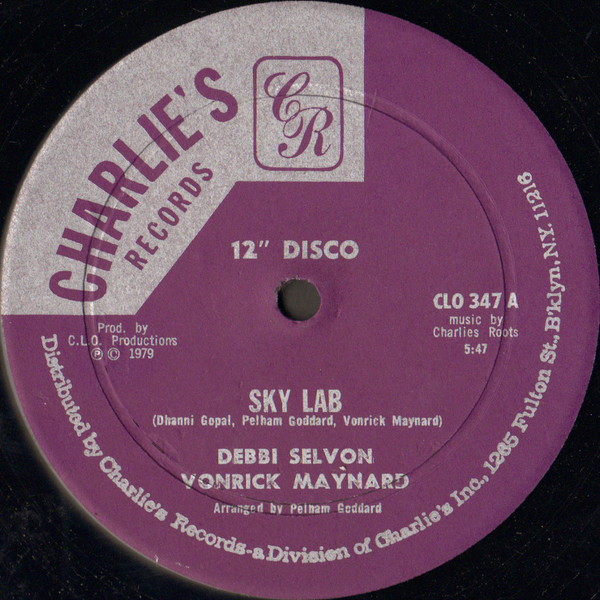 CHARLIE'S
RECORDS
CR
12" DISCO
CLO 347 A
music by
Charlies Roots
5:47
Prod. by
C.L.O. Productions
℗ © 1979
SKY LAB
(Dhanni Gopal, Pelham Goddard, Vonrick Maynard)
DEBBI SELVON
VONRICK MAYNARD
Arranged by Pelham Goddard
Distributed by Charlie's Records-a Division of Charlie's Inc., 1265 Fulton St., B'klyn, N.Y. 11216